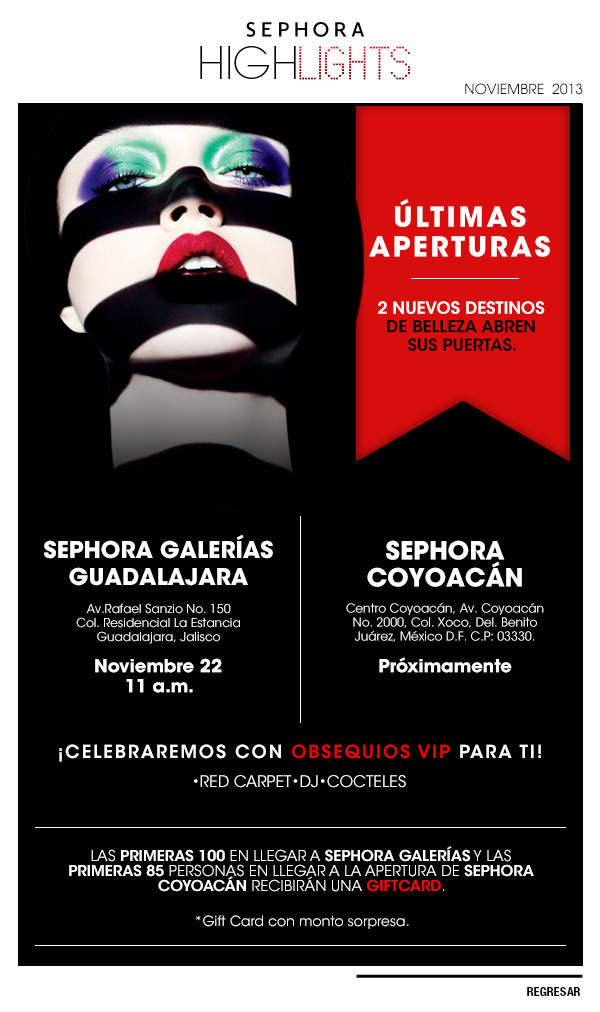 SEPHORA
HIGHLIGHTS
NOVIEMBRE 2013
ÚLTIMAS
APERTURAS
2 NUEVOS DESTINOS
DE BELLEZA ABREN
SUS PUERTAS.
SEPHORA GALERÍAS
GUADALAJARA
Av.Rafael Sanzio No. 150
Col. Residencial La Estancia
Guadalajara, Jalisco
Noviembre 22
11 a.m.
SEPHORA
COYOACÁN
Centro Coyoacán, Av. Coyoacán
No. 2000, Col. Xoco, Del. Benito
Juárez, México D.F. C.P: 03330.
Próximamente
¡CELEBRAREMOS CON OBSEQUIOS VIP PARA TI!
•RED CARPET•DJ•COCTELES
LAS PRIMERAS 100 EN LLEGAR A SEPHORA GALERÍAS Y LAS
PRIMERAS 85 PERSONAS EN LLEGAR A LA APERTURA DE SEPHORA
COYOACÁN RECIBIRÁN UNA GIFTCARD.
*Gift Card con monto sorpresa.
REGRESAR